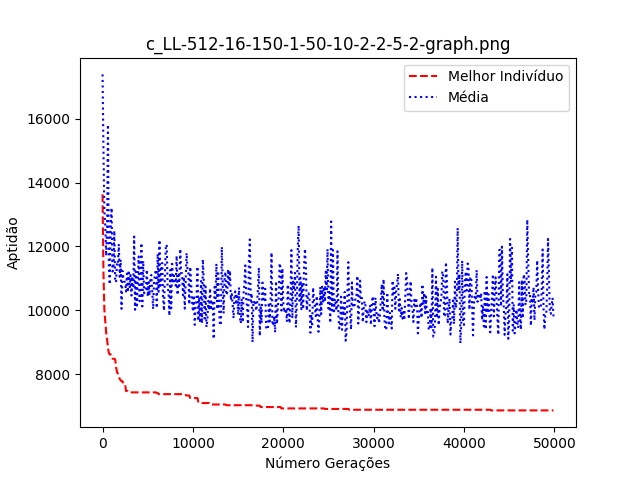 c_LL-512-16-150-1-50-10-2-2-5-2-graph.png
Melhor Indivíduo
Média
Aptidão
16000
14000
12000
10000
8000
0 10000 20000 30000 40000 50000
Número Gerações